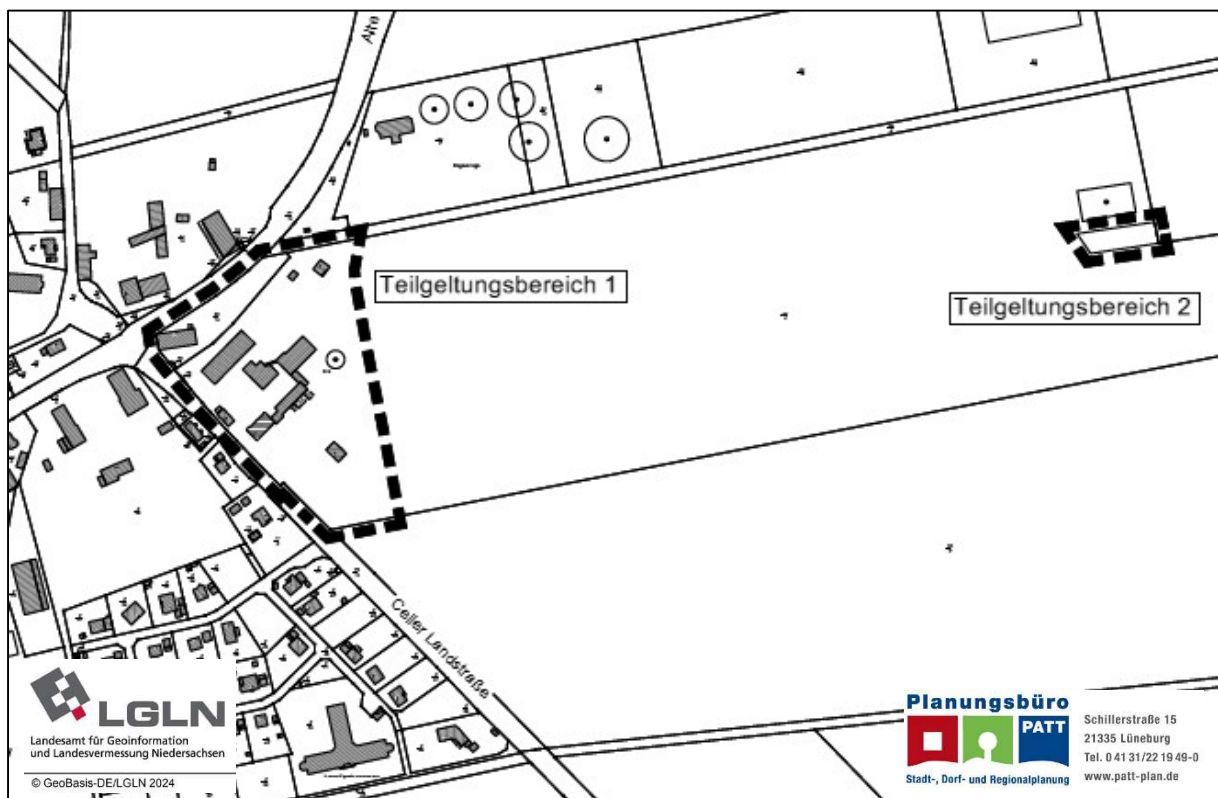 Alte
Teilgeltungsbereich 1
Teilgeltungsbereich 2
Celler Landstraße
LGLN
Landesamt für Geoinformation
und Landesvermessung Niedersachsen
© GeoBasis-DE/LGLN 2024
Planungsbüro
PATT
Stadt-, Dorf- und Regionalplanung
Schillerstraße 15
21335 Lüneburg
Tel. 0 41 31/22 19 49-0
www.patt-plan.de